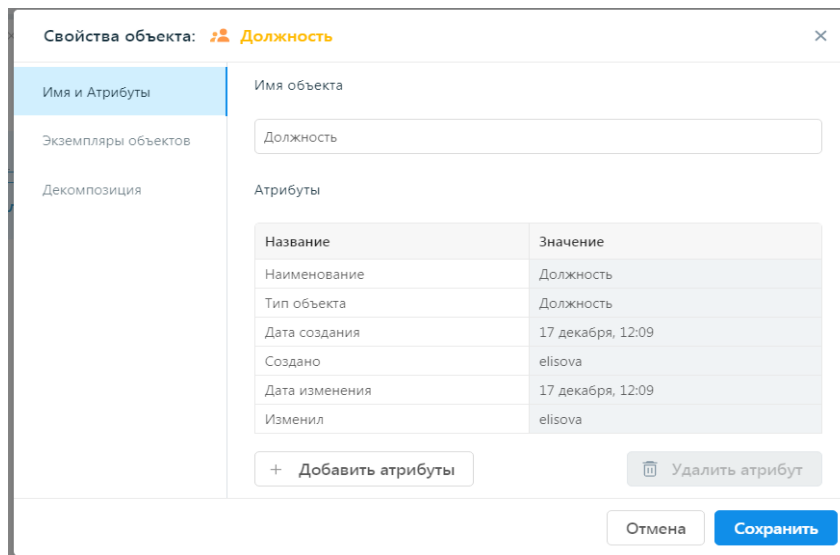 Свойства объекта: Должность
Имя и Атрибуты
Экземпляры объектов
Декомпозиция
Имя объекта
Должность
Атрибуты
Название Значение
Наименование Должность
Тип объекта Должность
Дата создания 17 декабря, 12:09
Создано elisova
Дата изменения 17 декабря, 12:09
Изменил elisova
+ Добавить атрибуты Удалить атрибут
Отмена Сохранить